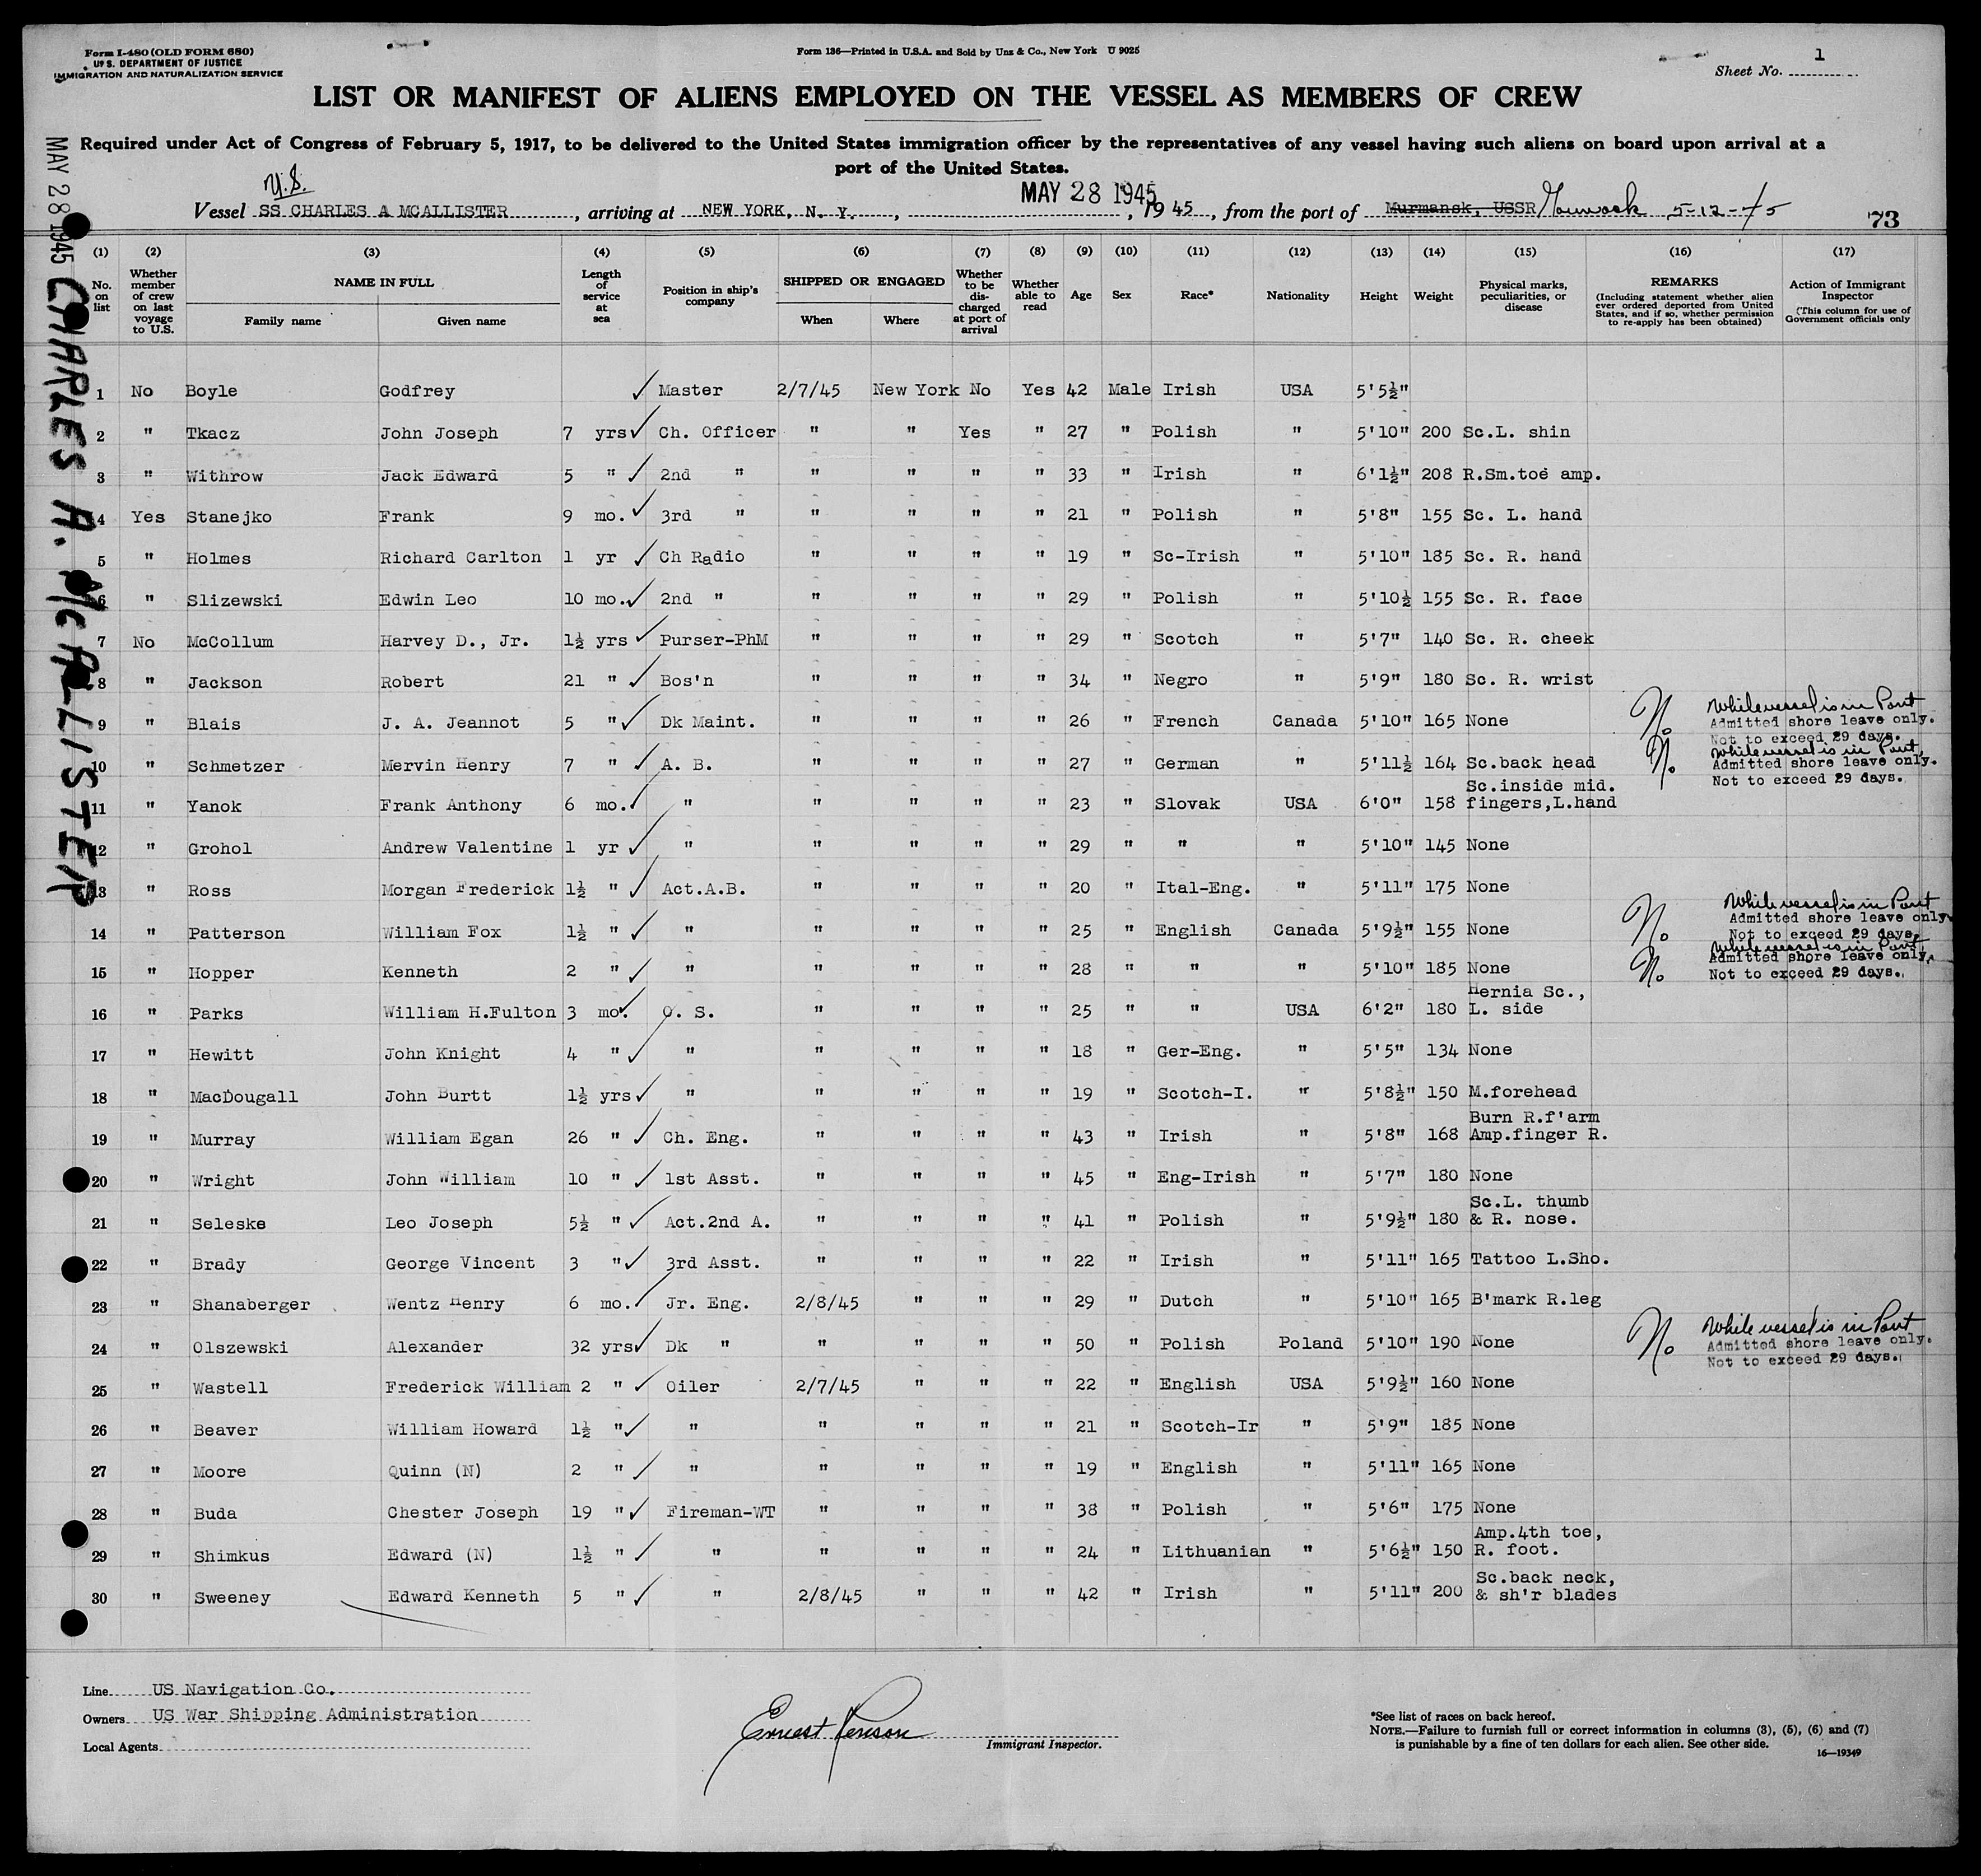 Form I-480 (OLD FORM 680)
U. S. DEPARTMENT OF JUSTICE
IMMIGRATION AND NATURALIZATION SERVICE
Form 136—Printed in U.S.A. and Sold by Unz & Co., New York U 9025
Sheet No. 1
LIST OR MANIFEST OF ALIENS EMPLOYED ON THE VESSEL AS MEMBERS OF CREW
Required under Act of Congress of February 5, 1917, to be delivered to the United States immigration officer by the representatives of any vessel having such aliens on board upon arrival at a
port of the United States.
MAY 28 1945
CHARLES A. McALLISTER
U.S.
MAY 28 1945
Vessel SS CHARLES A MCALLISTER, arriving at NEW YORK, N. Y., , 1945, from the port of Murmansk, USSR 5-12-45
73
(1) (2) (3) (4) (5) (6) (7) (8) (9) (10) (11) (12) (13) (14) (15) (16) (17)
No. on list
Whether member of crew on last voyage to U.S.
NAME IN FULL
Family name Given name
Length of service at sea
Position in ship's company
SHIPPED OR ENGAGED
When Where
Whether to be discharged at port of arrival
Whether able to read
Age Sex Race* Nationality Height Weight
Physical marks, peculiarities, or disease
REMARKS
(Including statement whether alien ever ordered deported from United States, and if so, whether permission to re-apply has been obtained)
Action of Immigrant Inspector
(This column for use of Government officials only
1 No Boyle Godfrey ✓ Master 2/7/45 New York No Yes 42 Male Irish USA 5'5½"
2 " Tkacz John Joseph 7 yrs ✓ Ch. Officer " " Yes " 27 " Polish " 5'10" 200 Sc.L. shin
3 " Withrow Jack Edward 5 " ✓ 2nd " " " " " 33 " Irish " 6'1½" 208 R.Sm.toe amp.
4 Yes Stanejko Frank 9 mo. ✓ 3rd " " " " " 21 " Polish " 5'8" 155 Sc. L. hand
5 " Holmes Richard Carlton 1 yr ✓ Ch Radio " " " " 19 " Sc-Irish " 5'10" 185 Sc. R. hand
6 " Slizewski Edwin Leo 10 mo. ✓ 2nd " " " " " 29 " Polish " 5'10½ 155 Sc. R. face
7 No McCollum Harvey D., Jr. 1½ yrs ✓ Purser-PhM " " " " 29 " Scotch " 5'7" 140 Sc. R. cheek
8 " Jackson Robert 21 " ✓ Bos'n " " " " 34 " Negro " 5'9" 180 Sc. R. wrist
9 " Blais J. A. Jeannot 5 " ✓ Dk Maint. " " " " 26 " French Canada 5'10" 165 None No While vessel is in Port
Admitted shore leave only.
Not to exceed 29 days.
10 " Schmetzer Mervin Henry 7 " ✓ A. B. " " " " 27 " German " 5'11½ 164 Sc.back head No While vessel is in Port,
Admitted shore leave only.
Not to exceed 29 days.
11 " Yanok Frank Anthony 6 mo. ✓ " " " " " 23 " Slovak USA 6'0" 158 Sc.inside mid.
fingers,L.hand
12 " Grohol Andrew Valentine 1 yr ✓ " " " " " 29 " " " 5'10" 145 None
13 " Ross Morgan Frederick 1½ " ✓ Act.A.B. " " " " 20 " Ital-Eng. " 5'11" 175 None
14 " Patterson William Fox 1½ " ✓ " " " " " 25 " English Canada 5'9½" 155 None No While vessel is in Port
Admitted shore leave only
Not to exceed 29 days.
15 " Hopper Kenneth 2 " ✓ " " " " " 28 " " " 5'10" 185 None No While vessel is in Port,
Admitted shore leave only,
Not to exceed 29 days.
16 " Parks William H.Fulton 3 mo. ✓ O. S. " " " " 25 " " USA 6'2" 180 Hernia Sc.,
L. side
17 " Hewitt John Knight 4 " ✓ " " " " " 18 " Ger-Eng. " 5'5" 134 None
18 " MacDougall John Burtt 1½ yrs ✓ " " " " " 19 " Scotch-I. " 5'8½" 150 M.forehead
19 " Murray William Egan 26 " ✓ Ch. Eng. " " " " 43 " Irish " 5'8" 168 Burn R.f'arm
Amp.finger R.
20 " Wright John William 10 " ✓ 1st Asst. " " " " 45 " Eng-Irish " 5'7" 180 None
21 " Seleske Leo Joseph 5½ " ✓ Act.2nd A. " " " " 41 " Polish " 5'9½" 180 Sc.L. thumb
& R. nose.
22 " Brady George Vincent 3 " ✓ 3rd Asst. " " " " 22 " Irish " 5'11" 165 Tattoo L.Sho.
23 " Shanaberger Wentz Henry 6 mo. ✓ Jr. Eng. 2/8/45 " " " 29 " Dutch " 5'10" 165 B'mark R.leg
24 " Olszewski Alexander 32 yrs ✓ Dk " " " " " 50 " Polish Poland 5'10" 190 None No While vessel is in Port
Admitted shore leave only.
Not to exceed 29 days.
25 " Wastell Frederick William 2 " ✓ Oiler 2/7/45 " " " 22 " English USA 5'9½" 160 None
26 " Beaver William Howard 1½ " ✓ " " " " " 21 " Scotch-Ir " 5'9" 185 None
27 " Moore Quinn (N) 2 " ✓ " " " " " 19 " English " 5'11" 165 None
28 " Buda Chester Joseph 19 " ✓ Fireman-WT " " " " 38 " Polish " 5'6" 175 None
29 " Shimkus Edward (N) 1½ " ✓ " " " " " 24 " Lithuanian " 5'6½" 150 Amp.4th toe,
R. foot.
30 " Sweeney Edward Kenneth 5 " ✓ " 2/8/45 " " " 42 " Irish " 5'11" 200 Sc.back neck,
& sh'r blades
Line US Navigation Co.
Owners US War Shipping Administration
Local Agents
Ernest
Immigrant Inspector.
*See list of races on back hereof.
NOTE.—Failure to furnish full or correct information in columns (3), (5), (6) and (7)
is punishable by a fine of ten dollars for each alien. See other side.
16—19349